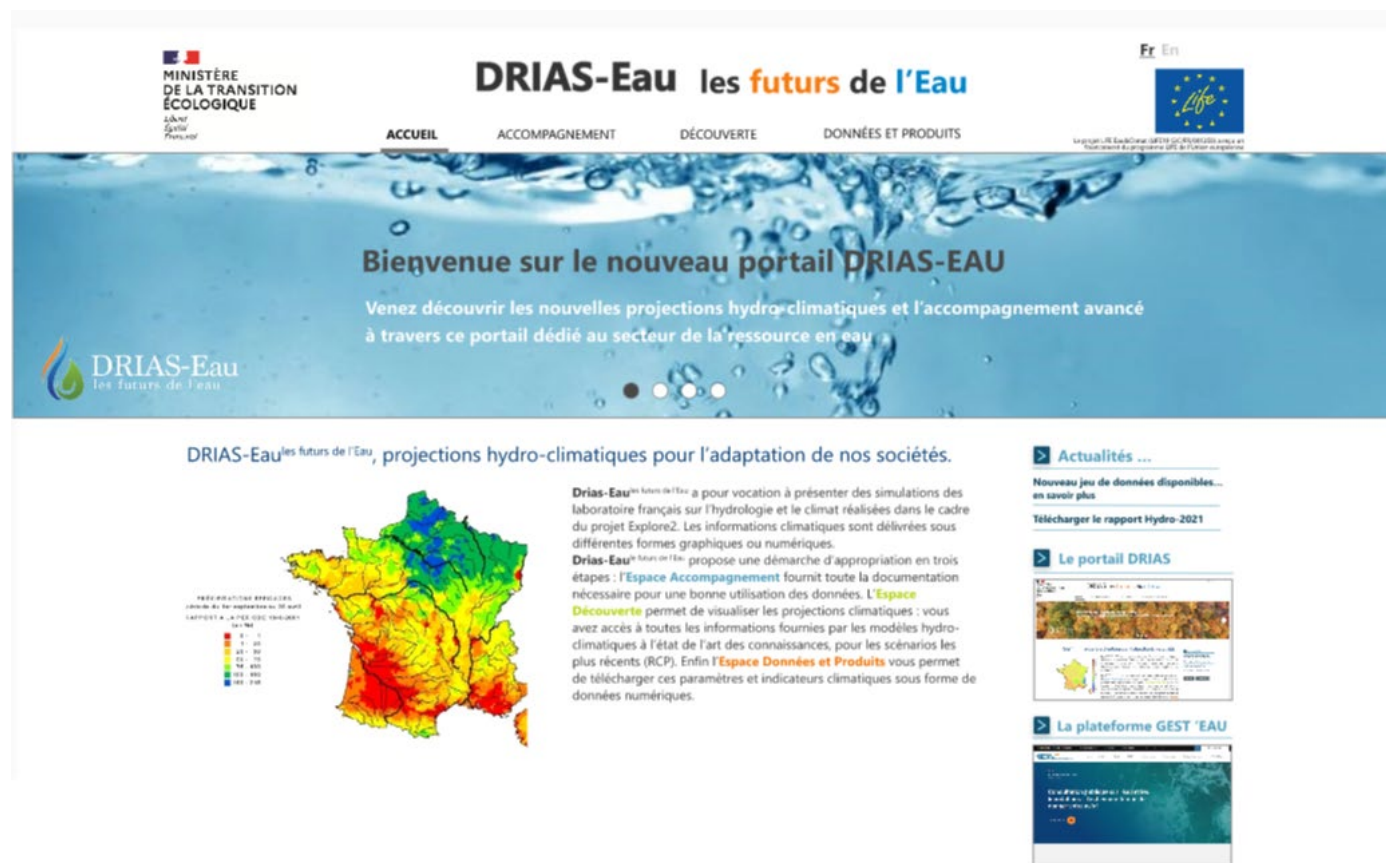 Fr En
MINISTÈRE
DE LA TRANSITION
ÉCOLOGIQUE
Liberté
Égalité
Fraternité
DRIAS-Eau les futurs de l'Eau
Life
ACCUEIL ACCOMPAGNEMENT DÉCOUVERTE DONNÉES ET PRODUITS
Bienvenue sur le nouveau portail DRIAS-EAU
Venez découvrir les nouvelles projections hydro-climatiques et l'accompagnement avancé
à travers ce portail dédié au secteur de la ressource en eau
DRIAS-Eau
les futurs de l'eau
DRIAS-Eau les futurs de l'Eau, projections hydro-climatiques pour l'adaptation de nos sociétés.
Drias-Eau les futurs de l'Eau a pour vocation à présenter des simulations des
laboratoire français sur l'hydrologie et le climat réalisées dans le cadre
du projet Explore2. Les informations climatiques sont délivrées sous
différentes formes graphiques ou numériques.
Drias-Eau les futurs de l'Eau propose une démarche d'appropriation en trois
étapes : l'Espace Accompagnement fournit toute la documentation
nécessaire pour une bonne utilisation des données. L'Espace
Découverte permet de visualiser les projections climatiques : vous
avez accès à toutes les informations fournies par les modèles hydro-
climatiques à l'état de l'art des connaissances, pour les scénarios les
plus récents (RCP). Enfin l'Espace Données et Produits vous permet
de télécharger ces paramètres et indicateurs climatiques sous forme de
données numériques.
PRÉCIPITATIONS EFFICACES
Actualités ...
Nouveau jeu de données disponibles...
en savoir plus
Télécharger le rapport Hydro-2021
Le portail DRIAS
La plateforme GEST 'EAU